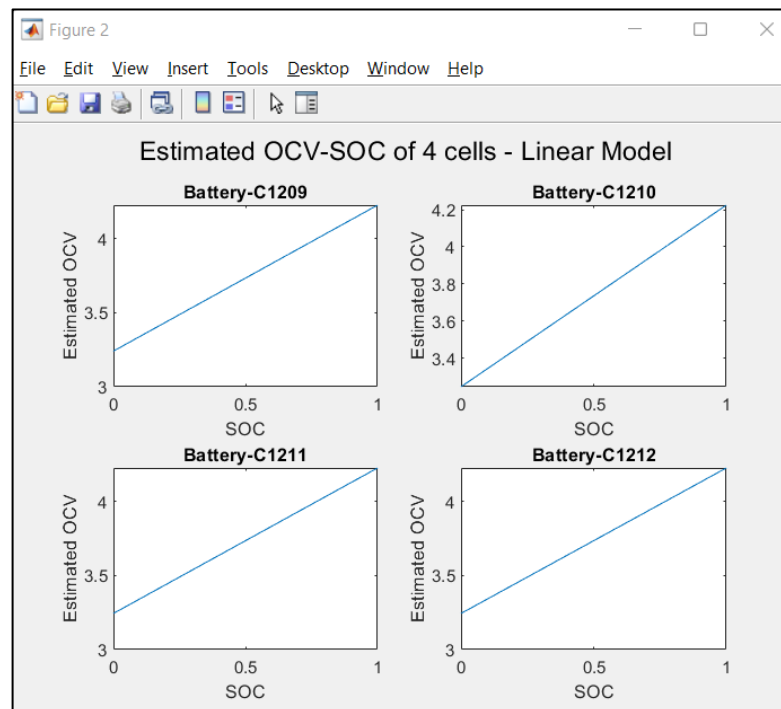 Figure 2
File Edit View Insert Tools Desktop Window Help
Estimated OCV-SOC of 4 cells - Linear Model
Battery-C1209
Estimated OCV
4
3.5
3
0 0.5 1
SOC
Battery-C1210
Estimated OCV
4.2
4
3.8
3.6
3.4
0 0.5 1
SOC
Battery-C1211
Estimated OCV
4
3.5
3
0 0.5 1
SOC
Battery-C1212
Estimated OCV
4
3.5
3
0 0.5 1
SOC